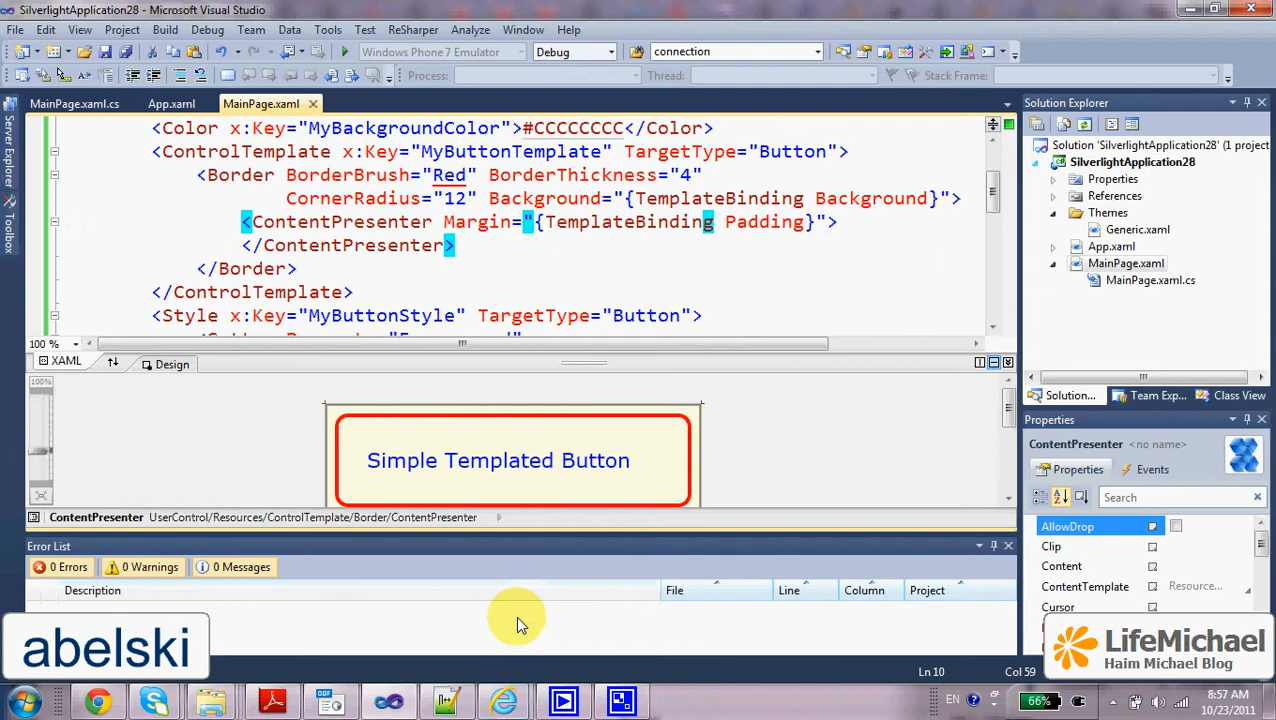 SilverlightApplication28 - Microsoft Visual Studio
File Edit View Project Build Debug Team Data Tools Test ReSharper Analyze Window Help
Windows Phone 7 Emulator Debug connection
Process: Thread: Stack Frame:
MainPage.xaml.cs App.xaml MainPage.xaml
Server Explorer
Toolbox
<Color x:Key="MyBackgroundColor">#CCCCCCCC</Color>
<ControlTemplate x:Key="MyButtonTemplate" TargetType="Button">
<Border BorderBrush="Red" BorderThickness="4"
CornerRadius="12" Background="{TemplateBinding Background}">
<ContentPresenter Margin="{TemplateBinding Padding}">
</ContentPresenter>
</Border>
</ControlTemplate>
<Style x:Key="MyButtonStyle" TargetType="Button">
100 %
XAML Design
100%
Simple Templated Button
ContentPresenter UserControl/Resources/ControlTemplate/Border/ContentPresenter
Error List
0 Errors 0 Warnings 0 Messages
Description File Line Column Project
Ln 10 Col 59
Solution Explorer
Solution 'SilverlightApplication28' (1 project
SilverlightApplication28
Properties
References
Themes
Generic.xaml
App.xaml
MainPage.xaml
MainPage.xaml.cs
Solution... Team Exp... Class View
Properties
ContentPresenter <no name>
Properties Events
Search
AllowDrop
Clip
Content
ContentTemplate Resource...
Cursor
abelski
LifeMichael
Haim Michael Blog
EN 66% 8:57 AM
10/23/2011